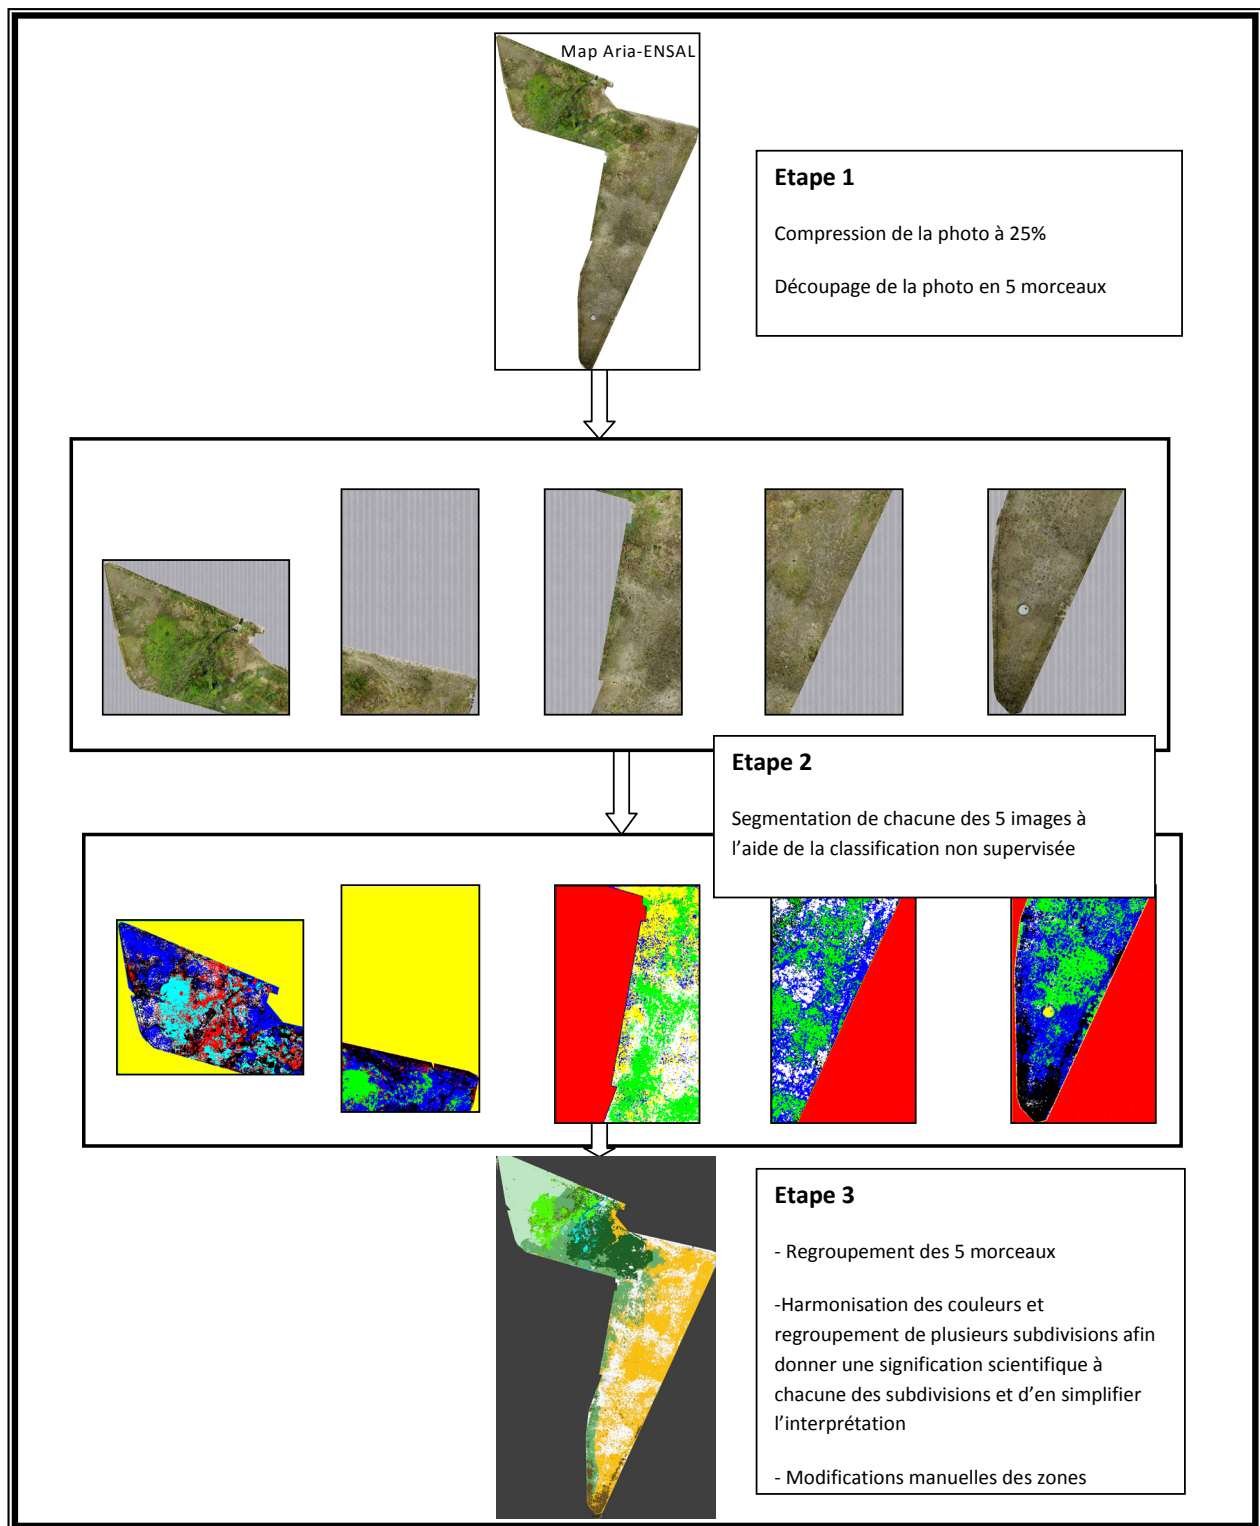 Map Aria-ENSAL
Etape 1
Compression de la photo à 25%
Découpage de la photo en 5 morceaux
Etape 2
Segmentation de chacune des 5 images à
l’aide de la classification non supervisée
Etape 3
- Regroupement des 5 morceaux
-Harmonisation des couleurs et
regroupement de plusieurs subdivisions afin
donner une signification scientifique à
chacune des subdivisions et d’en simplifier
l’interprétation
- Modifications manuelles des zones